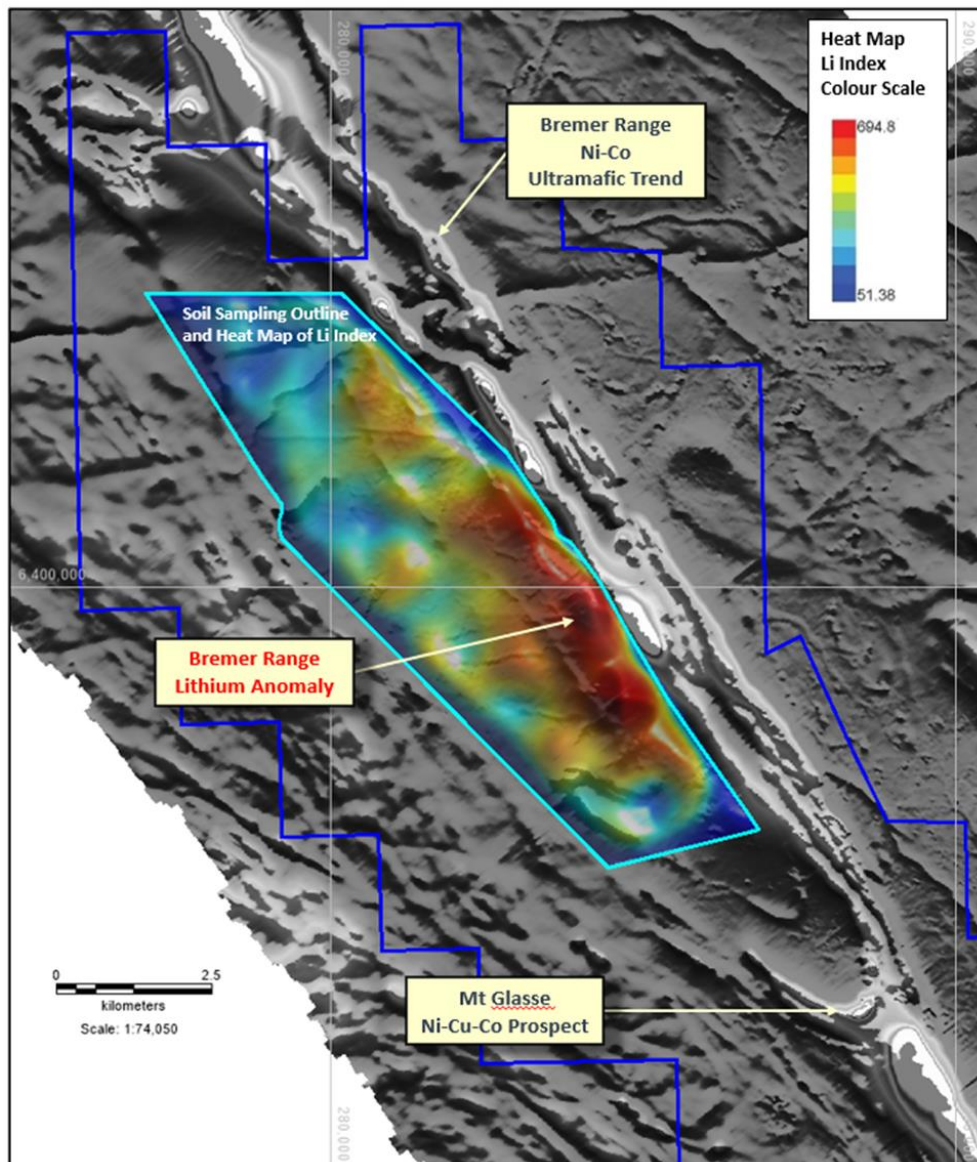 280,000
290,000
Heat Map
Li Index
Colour Scale
694.8
51.38
Bremer Range
Ni-Co
Ultramafic Trend
Soil Sampling Outline
and Heat Map of Li Index
6,400,000
Bremer Range
Lithium Anomaly
0 2.5
kilometers
Scale: 1:74,050
Mt Glasse
Ni-Cu-Co Prospect
280,000